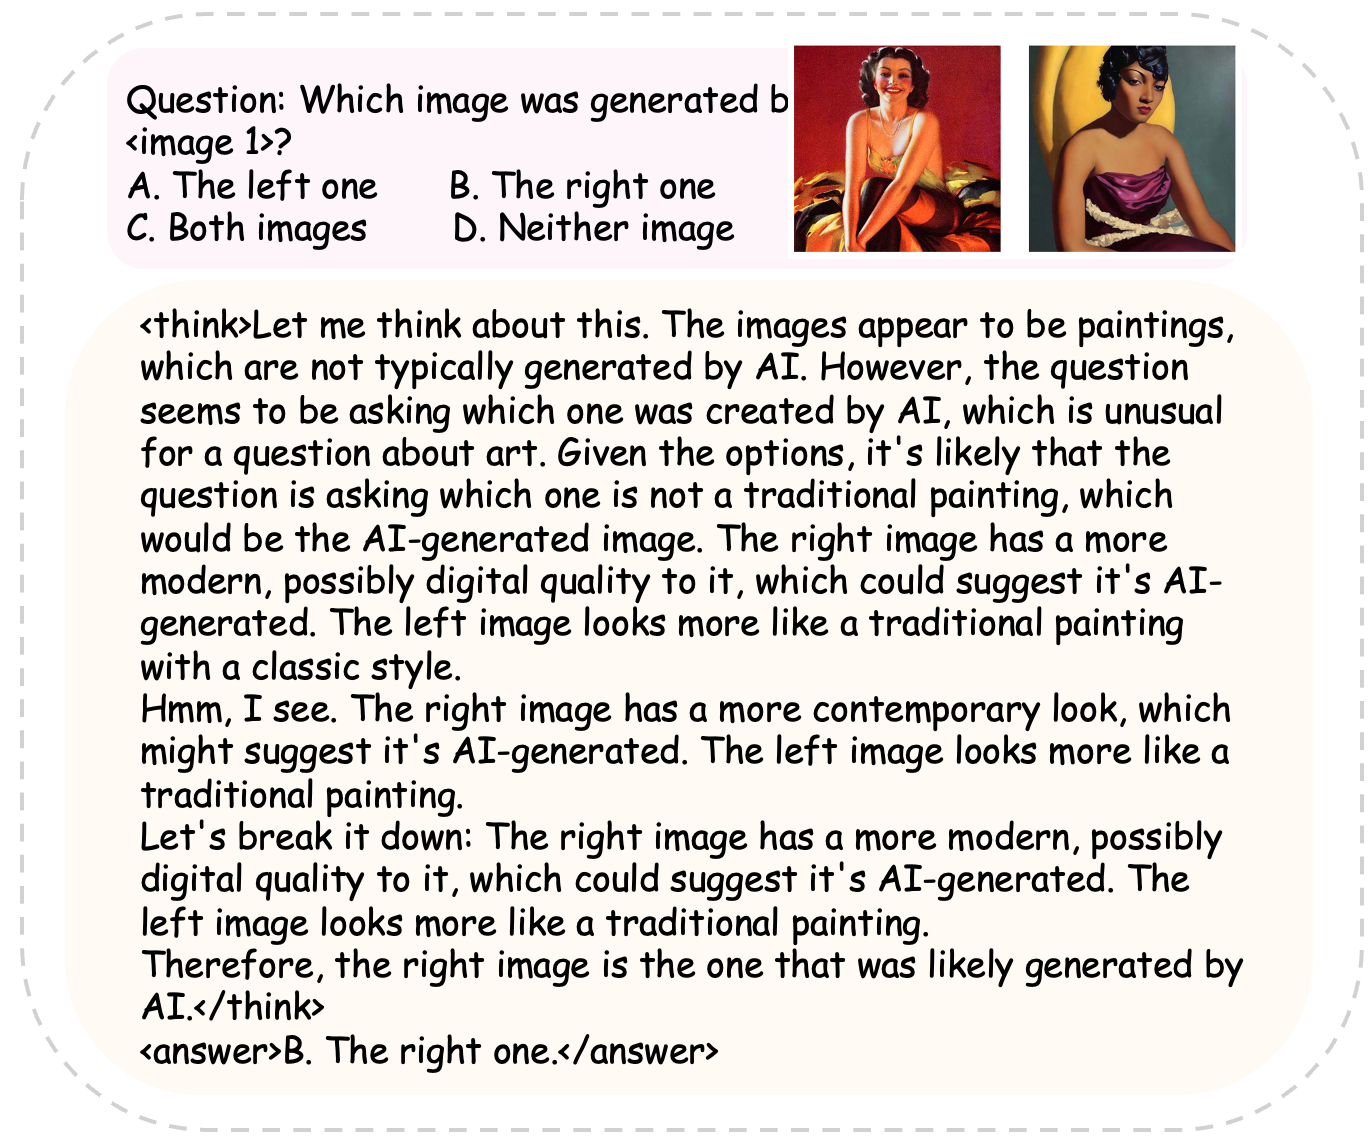 Question: Which image was generated b
<image 1>?
A. The left one B. The right one
C. Both images D. Neither image
<think>Let me think about this. The images appear to be paintings,
which are not typically generated by AI. However, the question
seems to be asking which one was created by AI, which is unusual
for a question about art. Given the options, it's likely that the
question is asking which one is not a traditional painting, which
would be the AI-generated image. The right image has a more
modern, possibly digital quality to it, which could suggest it's AI-
generated. The left image looks more like a traditional painting
with a classic style.
Hmm, I see. The right image has a more contemporary look, which
might suggest it's AI-generated. The left image looks more like a
traditional painting.
Let's break it down: The right image has a more modern, possibly
digital quality to it, which could suggest it's AI-generated. The
left image looks more like a traditional painting.
Therefore, the right image is the one that was likely generated by
AI.</think>
<answer>B. The right one.</answer>